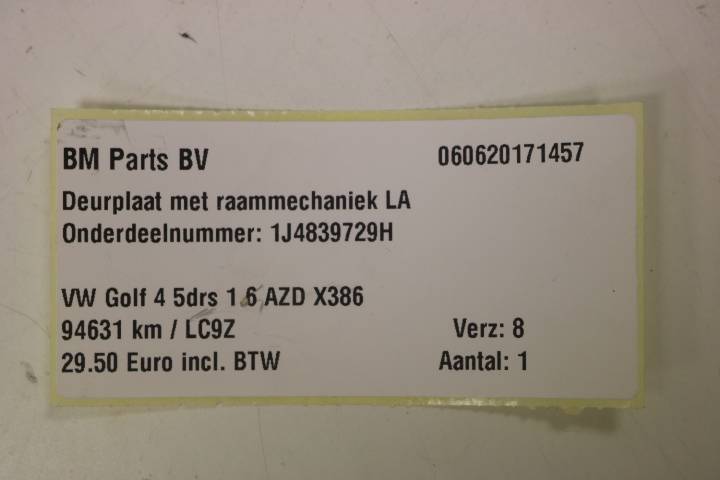 BM Parts BV 060620171457
Deurplaat met raammechaniek LA
Onderdeelnummer: 1J4839729H
VW Golf 4 5drs 1.6 AZD X386
94631 km / LC9Z Verz: 8
29.50 Euro incl. BTW Aantal: 1